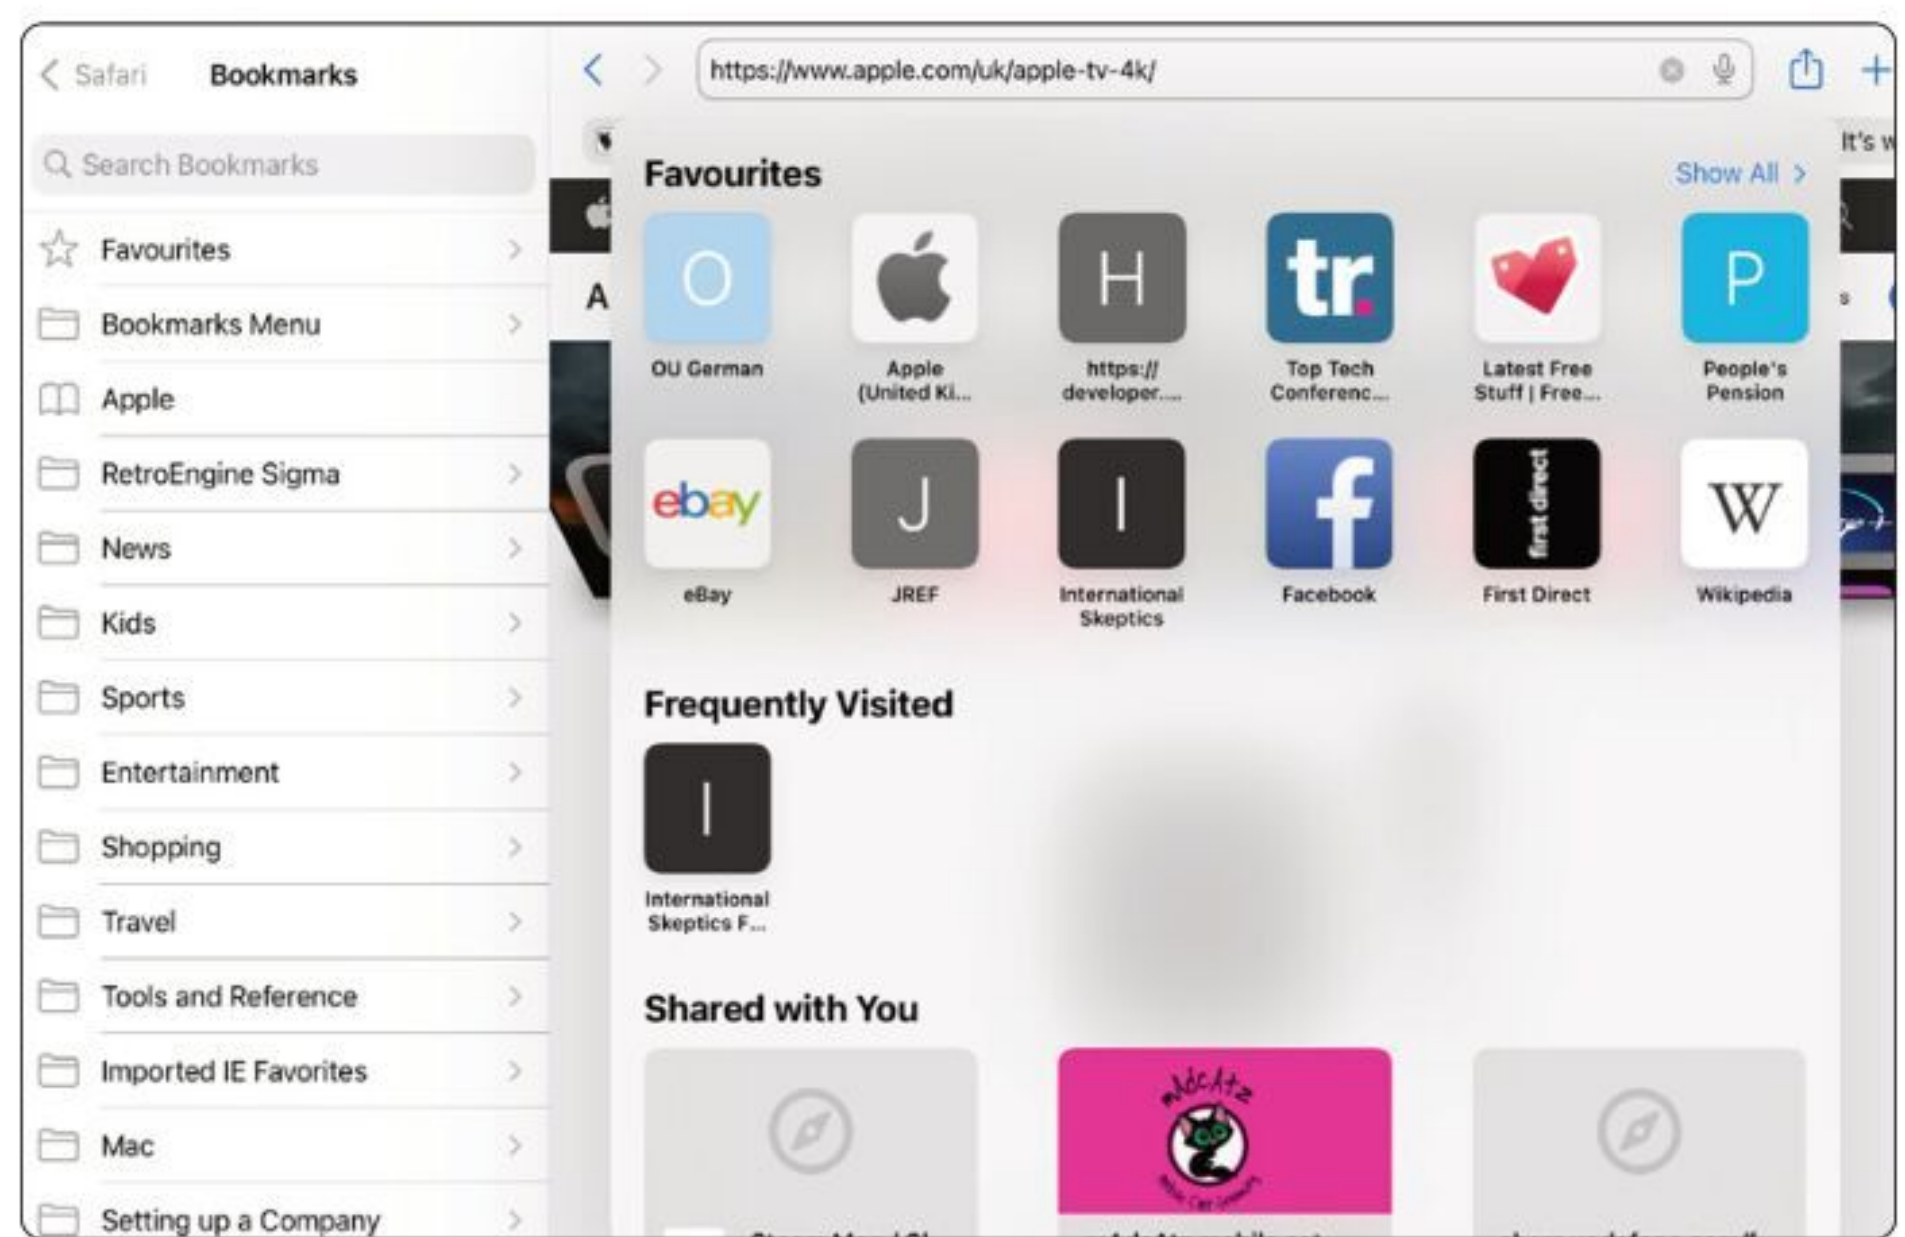 Safari
Bookmarks
Search Bookmarks
Favourites
Bookmarks Menu
Apple
RetroEngine Sigma
News
Kids
Sports
Entertainment
Shopping
Travel
Tools and Reference
Imported IE Favorites
Mac
Setting up a Company
https://www.apple.com/uk/apple-tv-4k/
It's w
A
Favourites
Show All
O
H
tr.
P
OU German
Apple
(United Ki...
https://
developer....
Top Tech
Conferenc...
Latest Free
Stuff | Free...
People's
Pension
ebay
J
I
f
first direct
W
eBay
JREF
International
Skeptics
Facebook
First Direct
Wikipedia
Frequently Visited
I
International
Skeptics F...
Shared with You
mAdcAtz